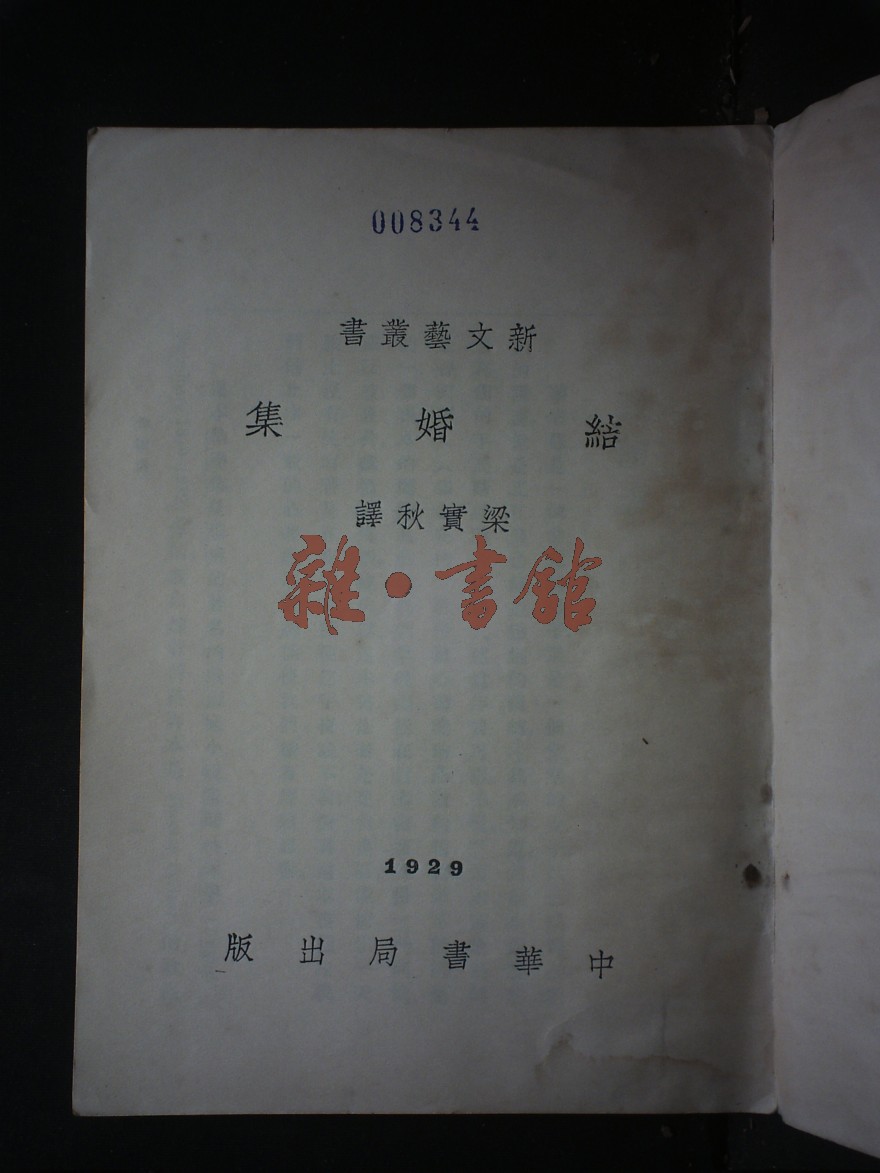 008344
新文藝叢書
結婚集
梁實秋譯
雜·書館
1929
中華書局出版